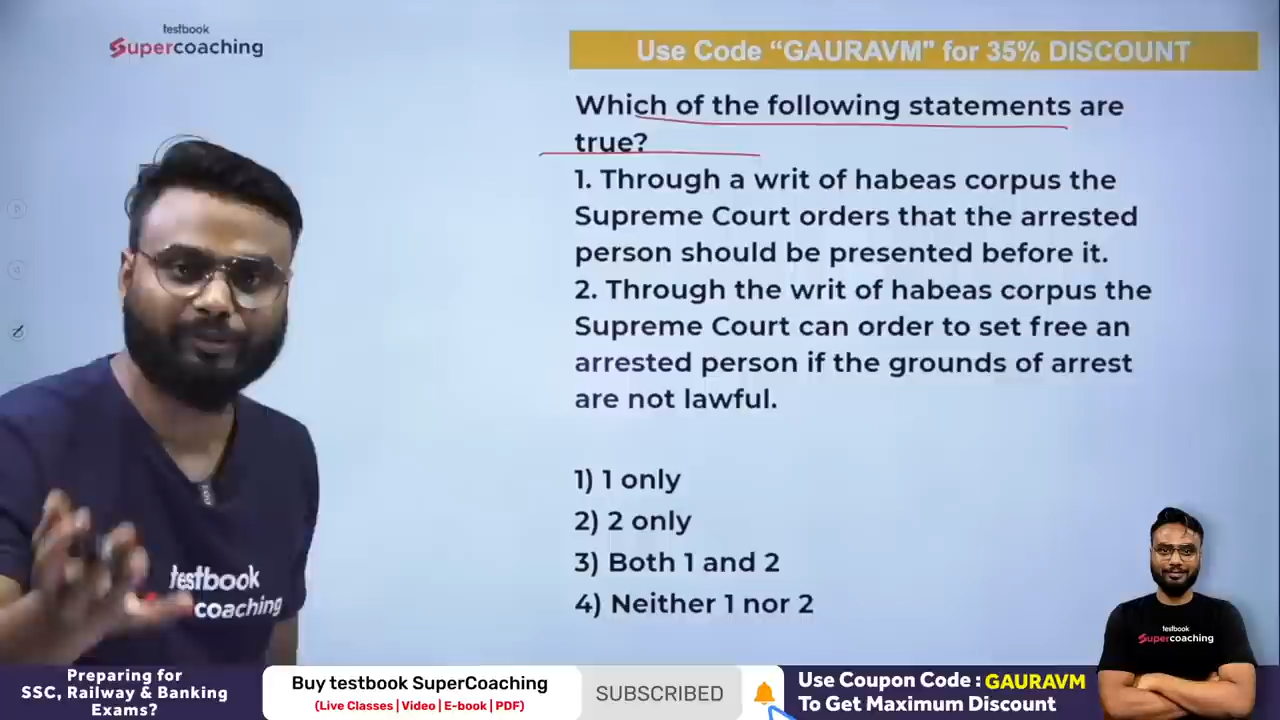 testbook
Supercoaching
Use Code “GAURAVM" for 35% DISCOUNT
Which of the following statements are
true?
1. Through a writ of habeas corpus the
Supreme Court orders that the arrested
person should be presented before it.
2. Through the writ of habeas corpus the
Supreme Court can order to set free an
arrested person if the grounds of arrest
are not lawful.
1) 1 only
2) 2 only
3) Both 1 and 2
4) Neither 1 nor 2
testbook
coaching
testbook
Supercoaching
Preparing for
SSC, Railway & Banking
Exams?
Buy testbook SuperCoaching
(Live Classes | Video | E-book | PDF)
SUBSCRIBED
Use Coupon Code : GAURAVM
To Get Maximum Discount